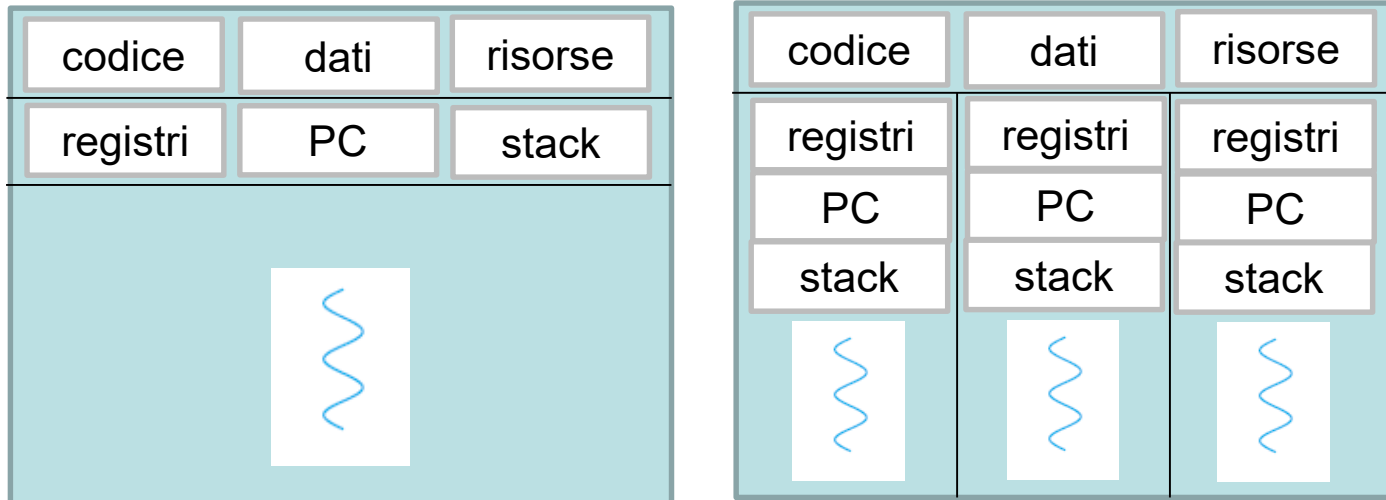 codice dati risorse
registri PC stack
codice dati risorse
registri registri registri
PC PC PC
stack stack stack